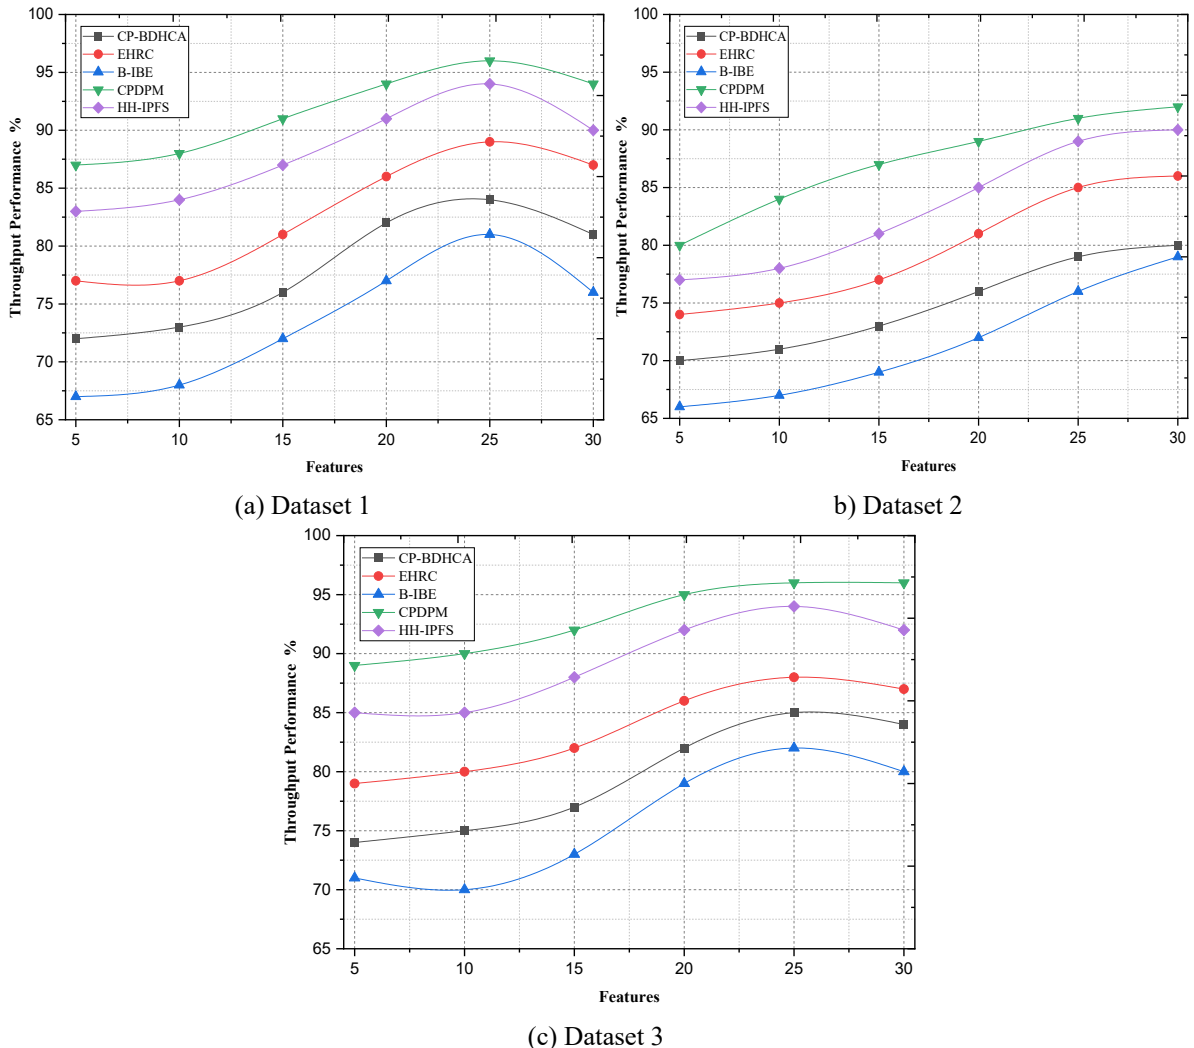 100
95
90
85
80
75
70
65
Throughput Performance %
CP-BDHCA
EHRC
B-IBE
CPDPM
HH-IPFS
5 10 15 20 25 30
Features
(a) Dataset 1
100
95
90
85
80
75
70
65
Throughput Performance %
CP-BDHCA
EHRC
B-IBE
CPDPM
HH-IPFS
5 10 15 20 25 30
Features
b) Dataset 2
100
95
90
85
80
75
70
65
Throughput Performance %
CP-BDHCA
EHRC
B-IBE
CPDPM
HH-IPFS
5 10 15 20 25 30
Features
(c) Dataset 3